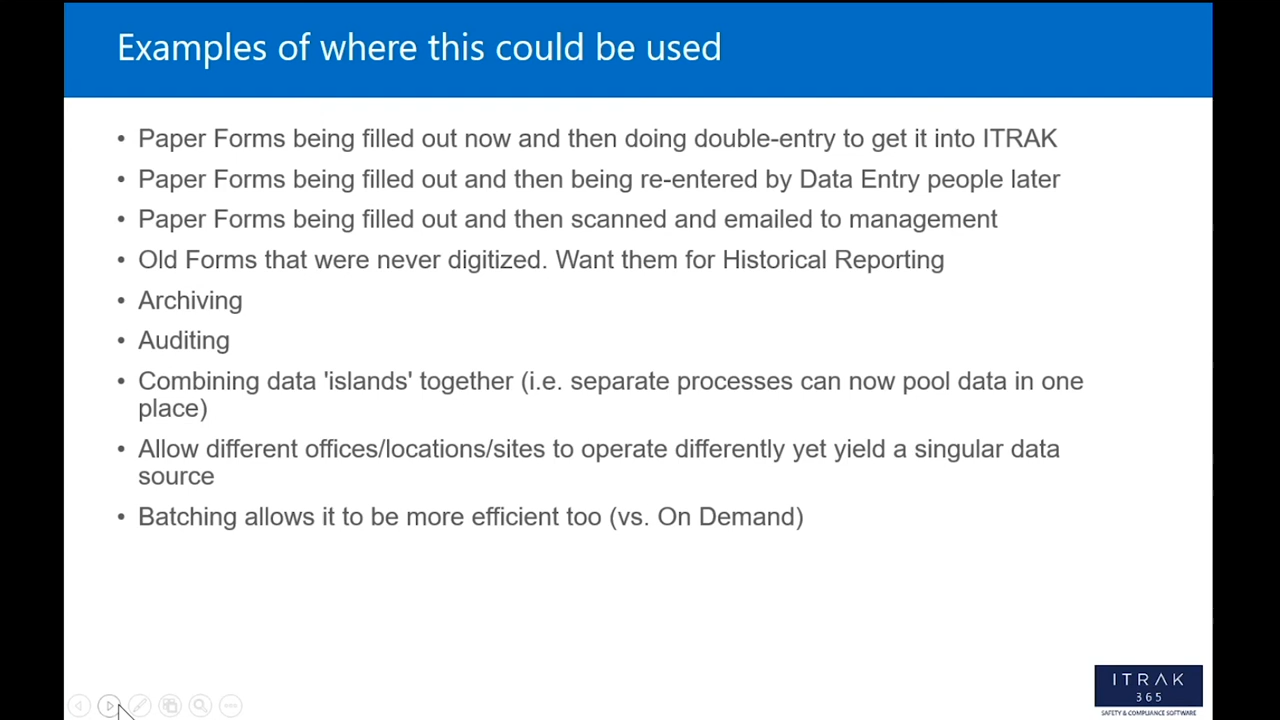 Examples of where this could be used
• Paper Forms being filled out now and then doing double-entry to get it into ITRAK
• Paper Forms being filled out and then being re-entered by Data Entry people later
• Paper Forms being filled out and then scanned and emailed to management
• Old Forms that were never digitized. Want them for Historical Reporting
• Archiving
• Auditing
• Combining data 'islands' together (i.e. separate processes can now pool data in one
place)
• Allow different offices/locations/sites to operate differently yet yield a singular data
source
• Batching allows it to be more efficient too (vs. On Demand)
ITRAK
365
SAFETY & COMPLIANCE SOFTWARE